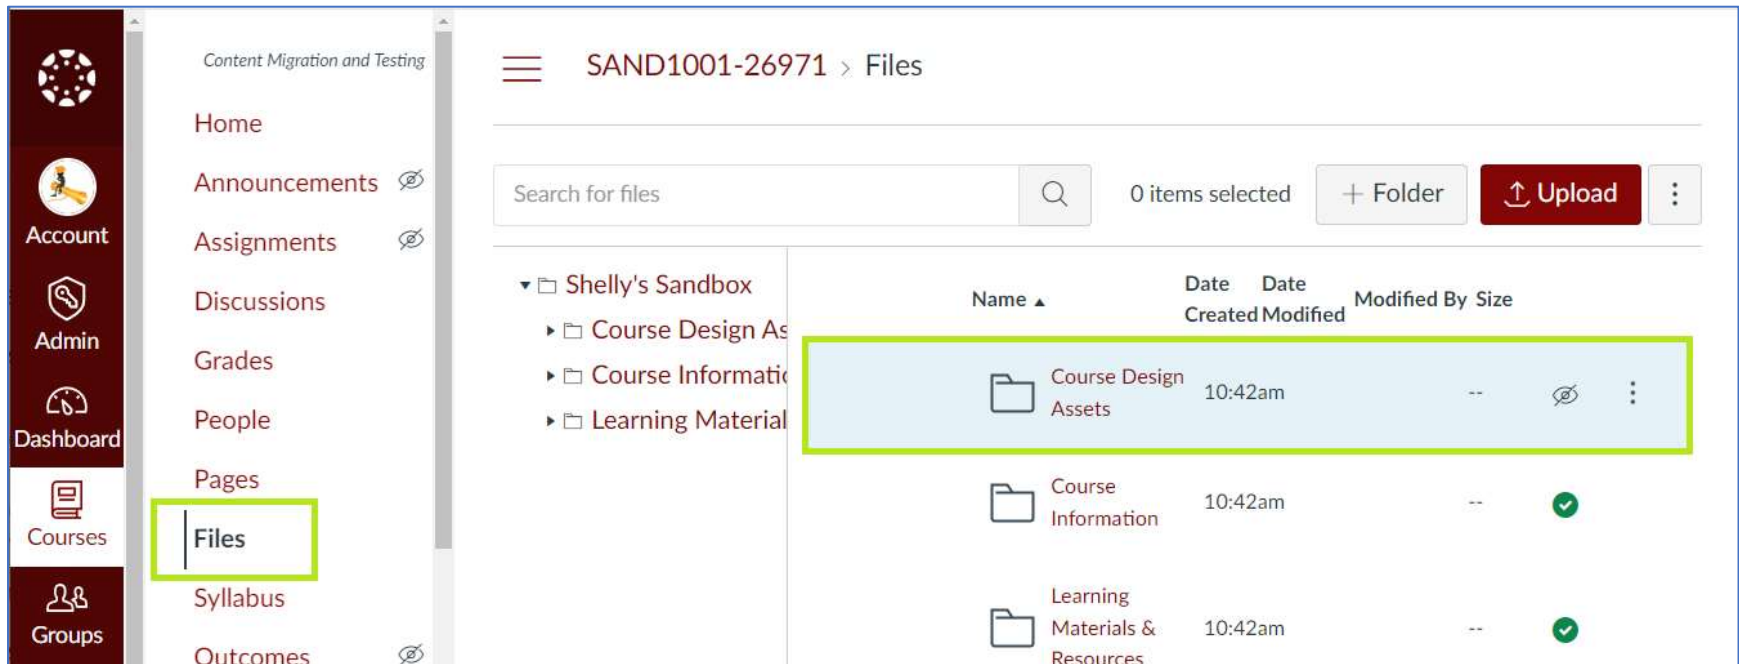 Account
Admin
Dashboard
Courses
Groups
Content Migration and Testing
Home
Announcements
Assignments
Discussions
Grades
People
Pages
Files
Syllabus
Outcomes
SAND1001-26971 > Files
Search for files
0 items selected
+ Folder
Upload
Shelly's Sandbox
Course Design As
Course Informatic
Learning Material
Name
Date Created
Date Modified
Modified By
Size
Course Design
Assets
10:42am
--
Course
Information
10:42am
--
Learning
Materials &
Resources
10:42am
--